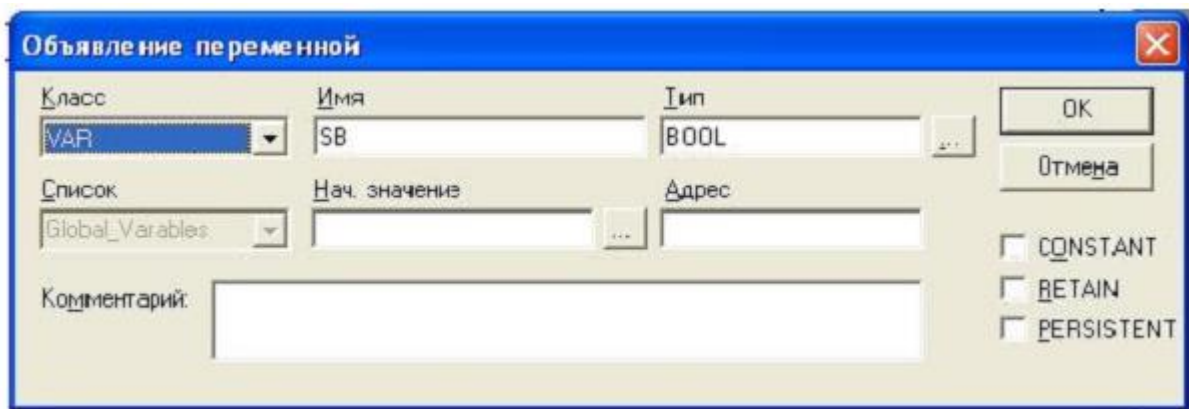 Объявление переменной
Класс Имя Тип
VAR SB BOOL ... OK
Отмена
Список Нач. значение Адрес
Global_Varables ...
CONSTANT
Комментарий: RETAIN
PERSISTENT